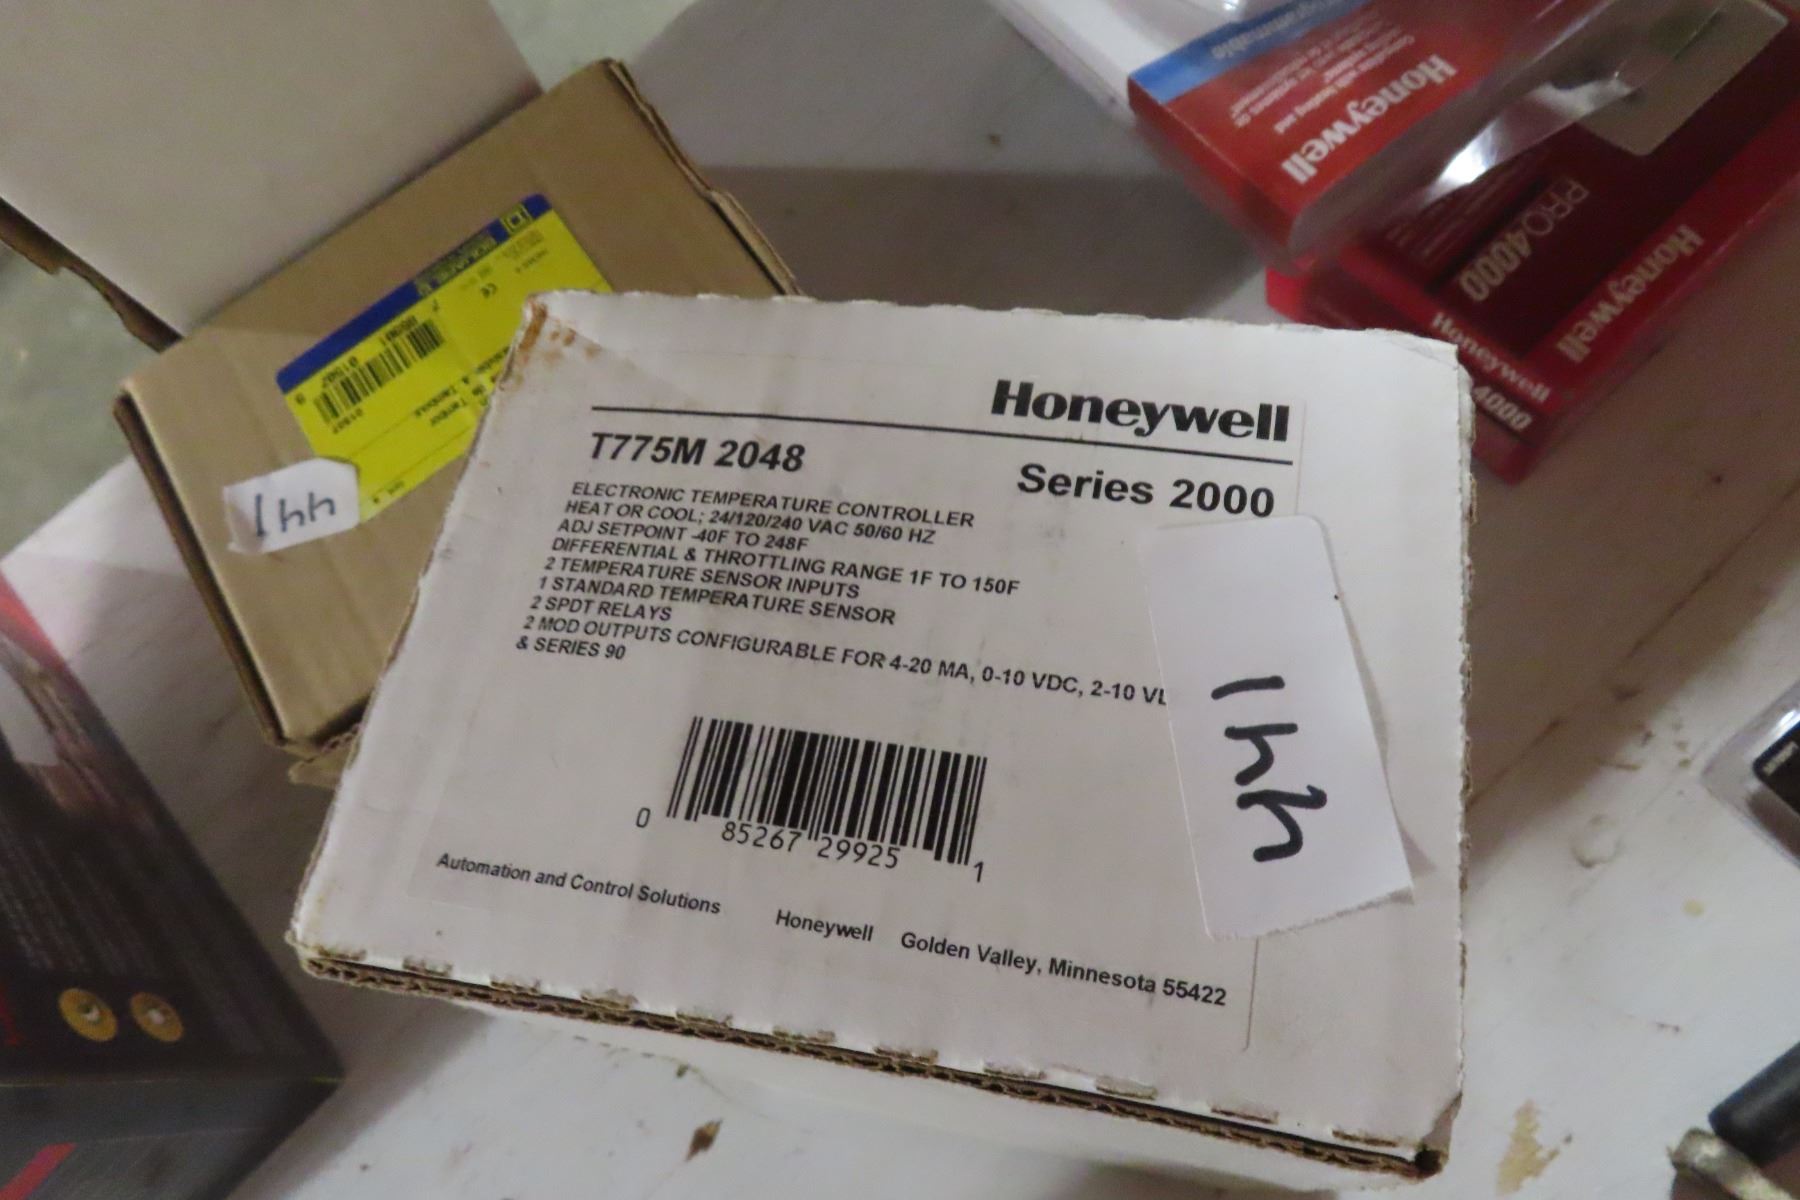 Honeywell
T775M 2048
Series 2000
ELECTRONIC TEMPERATURE CONTROLLER
HEAT OR COOL; 24/120/240 VAC 50/60 HZ
ADJ SETPOINT -40F TO 248F
DIFFERENTIAL & THROTTLING RANGE 1F TO 150F
2 TEMPERATURE SENSOR INPUTS
1 STANDARD TEMPERATURE SENSOR
2 SPDT RELAYS
2 MOD OUTPUTS CONFIGURABLE FOR 4-20 MA, 0-10 VDC, 2-10
& SERIES 90
0 85267 29925 1
Automation and Control Solutions Honeywell Golden Valley, Minnesota 55422
441
441
Honeywell
PRO4000
Honeywell
Honeywell
4000